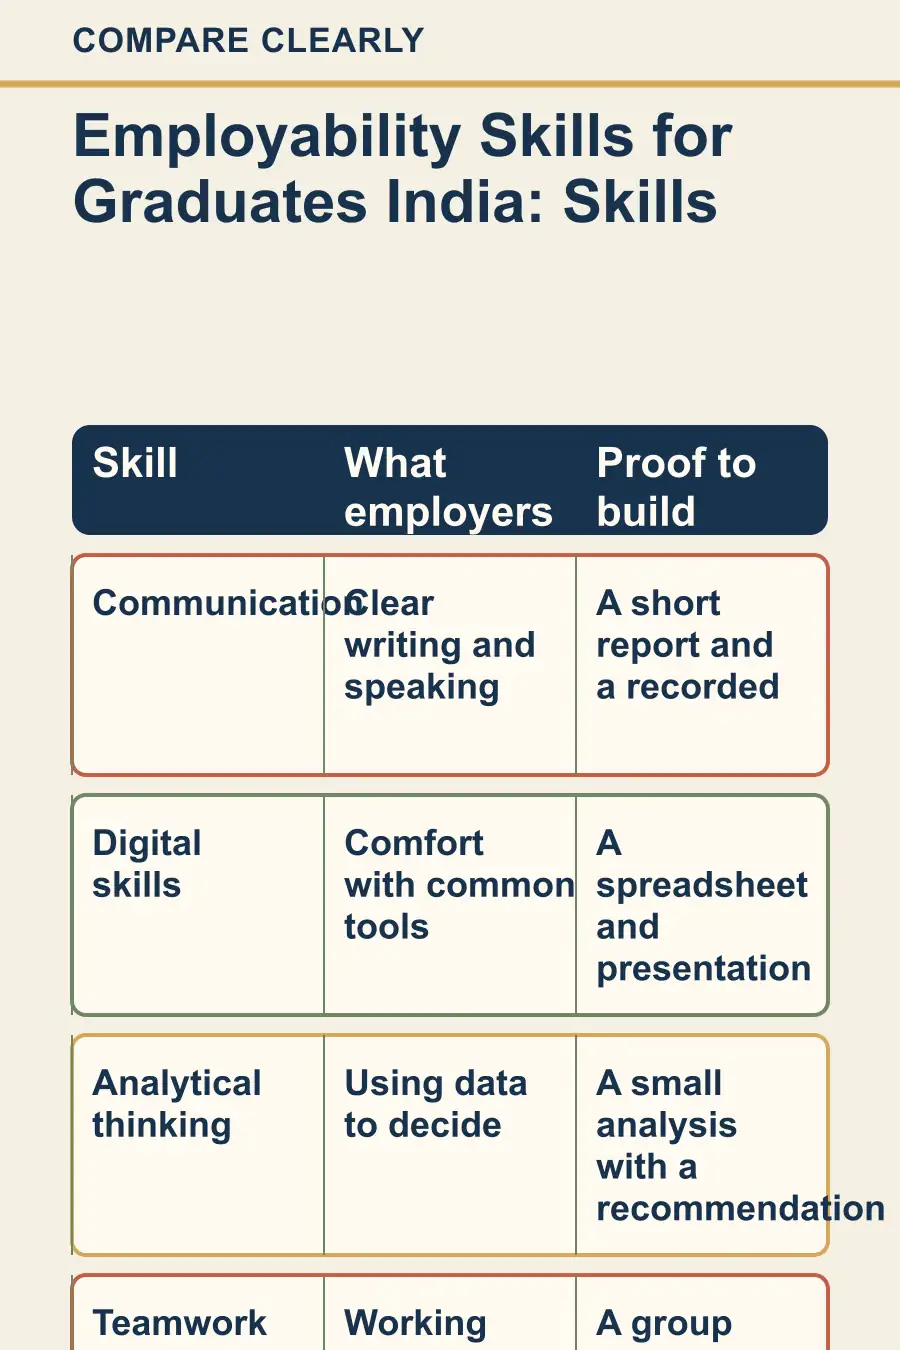 COMPARE CLEARLY
Employability Skills for
Graduates India: Skills
Skill
What
employers
Proof to
build
Communication
Clear
writing and
speaking
A short
report and
a recorded
Digital
skills
Comfort
with common
tools
A
spreadsheet
and
presentation
Analytical
thinking
Using data
to decide
A small
analysis
with a
recommendation
Teamwork
Working
A group